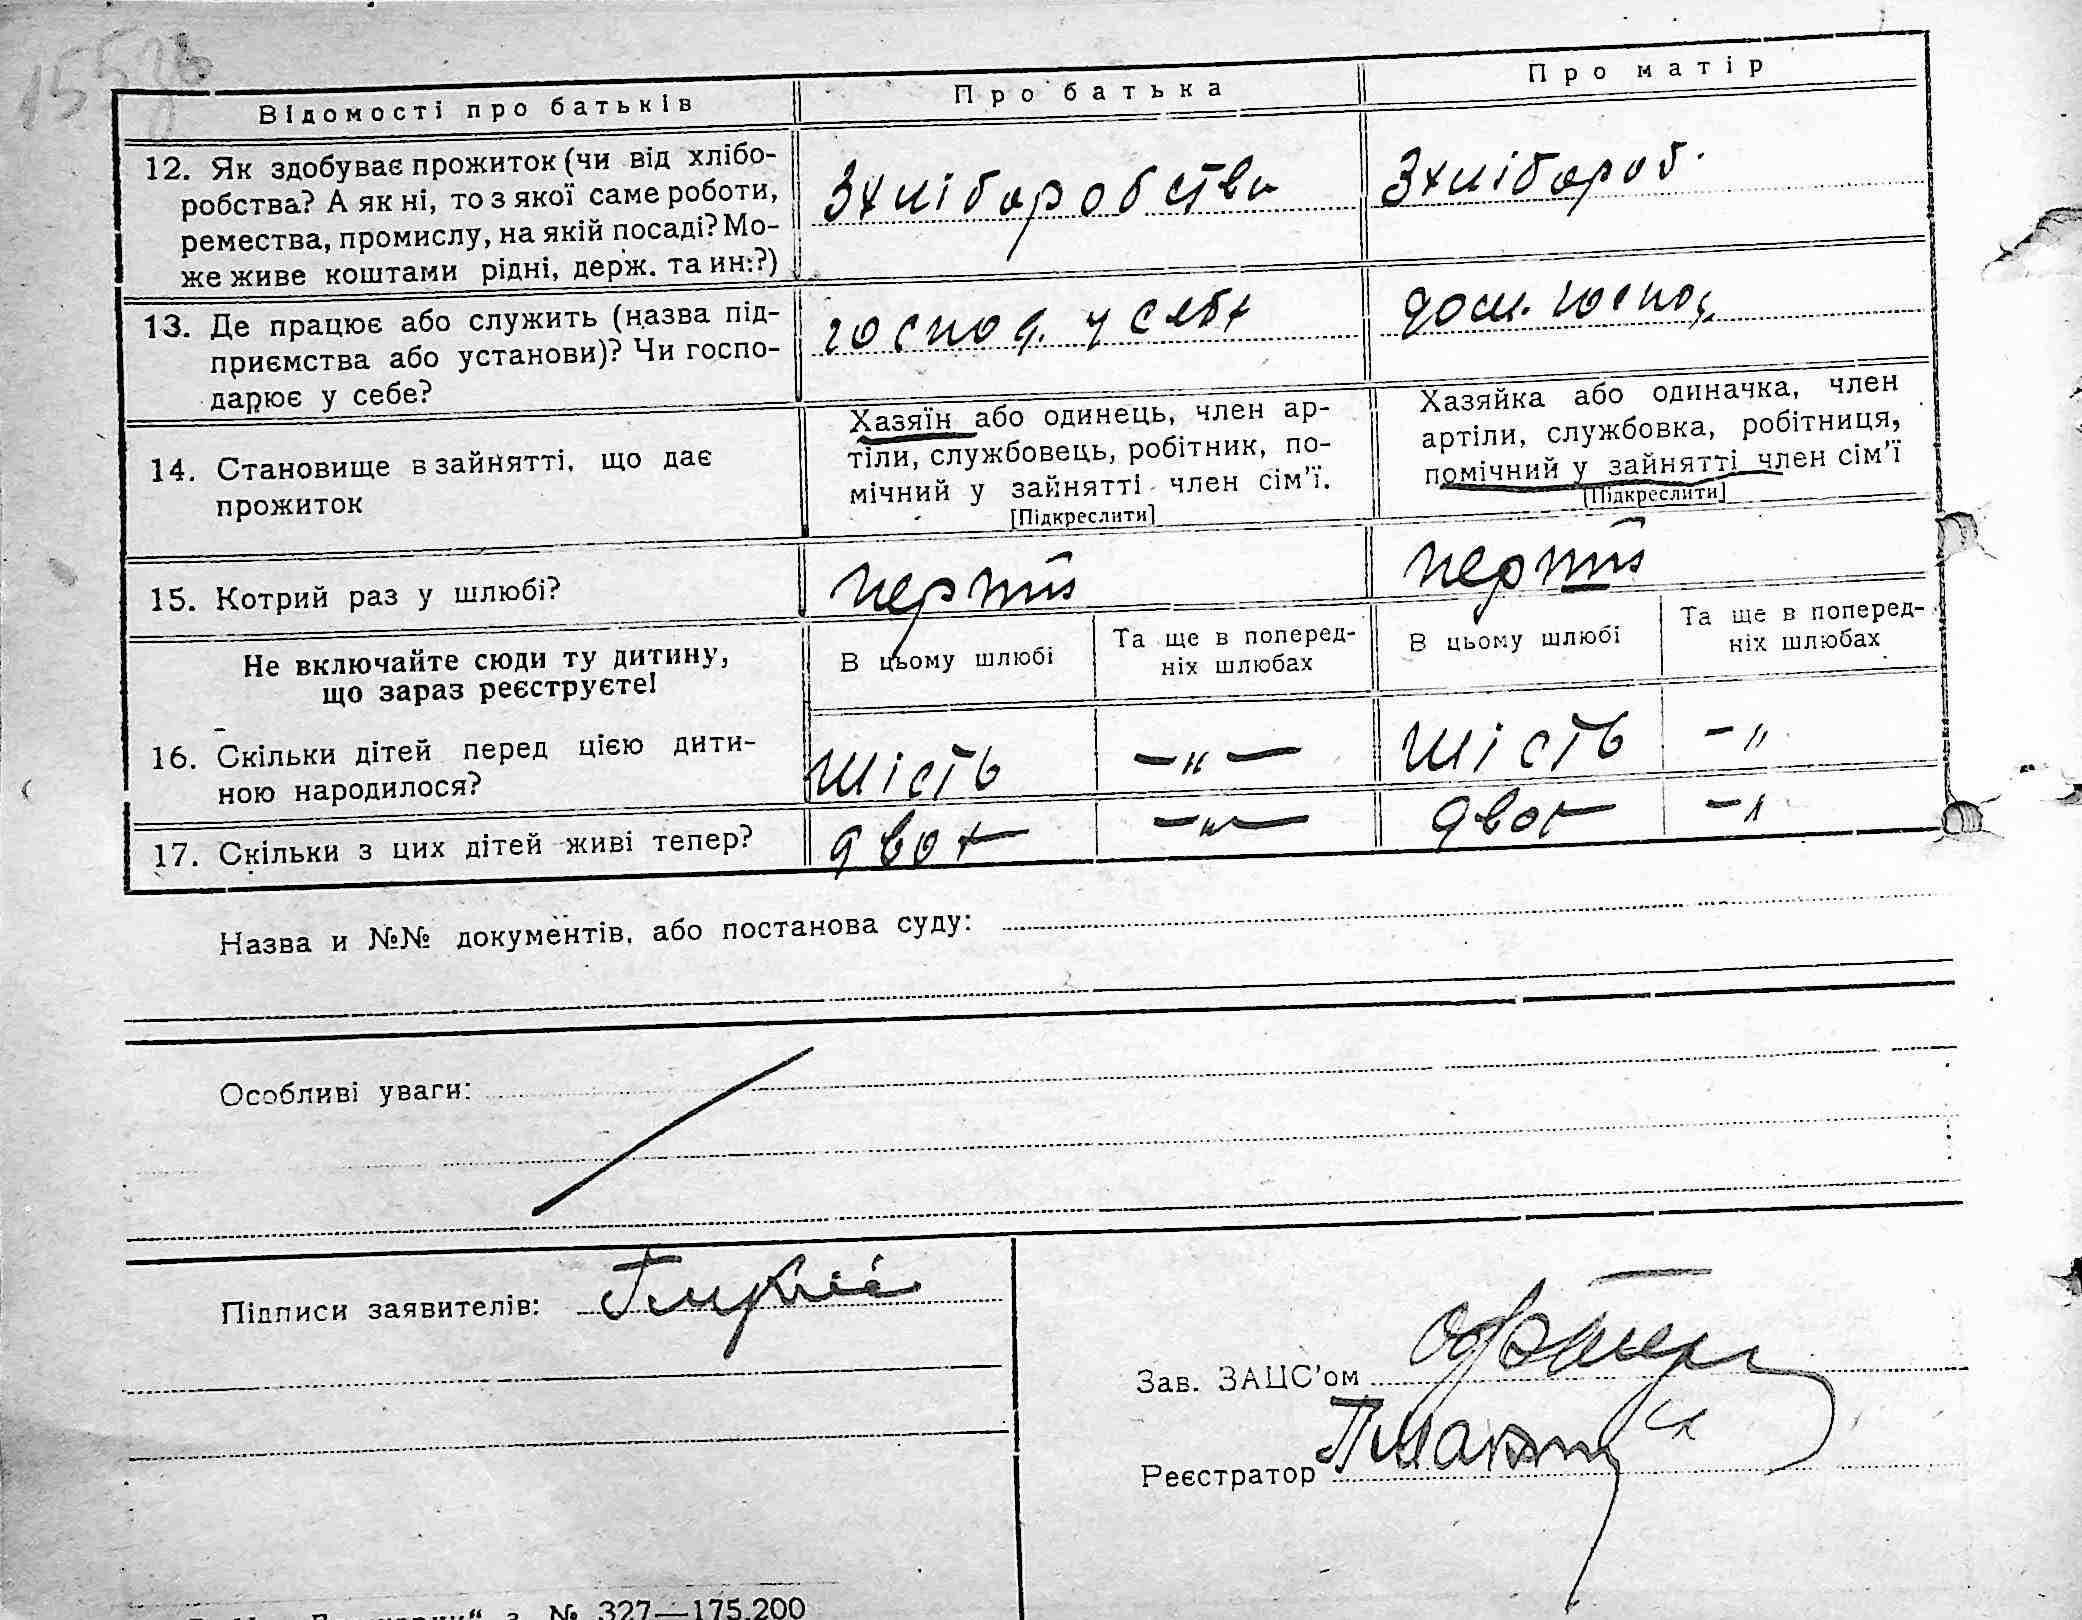 Відомості про батьків
Про батька
Про матір
12. Як здобуває прожиток (чи від хлібо-
робства? А як ні, то з якої саме роботи,
ремества, промислу, на якій посаді? Мо-
же живе коштами рідні, держ. та ин.?)
З хліборобства
З хлібороб.
13. Де працює або служить (назва під-
приємства або установи)? Чи госпо-
дарює у себе?
господ. у себе
дом. господ.
14. Становище в зайнятті, що дає
прожиток
Хазяїн або одинець, член ар-
тіли, службовець, робітник, по-
мічний у зайнятті член сім'ї.
[Підкреслити]
Хазяйка або одиначка, член
артіли, службовка, робітниця,
помічний у зайнятті член сім'ї
[Підкреслити]
15. Котрий раз у шлюбі?
Не включайте сюди ту дитину,
що зараз реєструєте!
В цьому шлюбі
Та ще в поперед-
ніх шлюбах
В цьому шлюбі
Та ще в поперед-
ніх шлюбах
16. Скільки дітей перед цією дити-
ною народилося?
шість
—„—
шість
—„
17. Скільки з цих дітей живі тепер?
двоє
—„—
двоє
—„
Назва и №№ документів, або постанова суду:
Особливі уваги:
Підписи заявителів:
Зав. ЗАЦС'ом
Реєстратор
№ 327—175.200